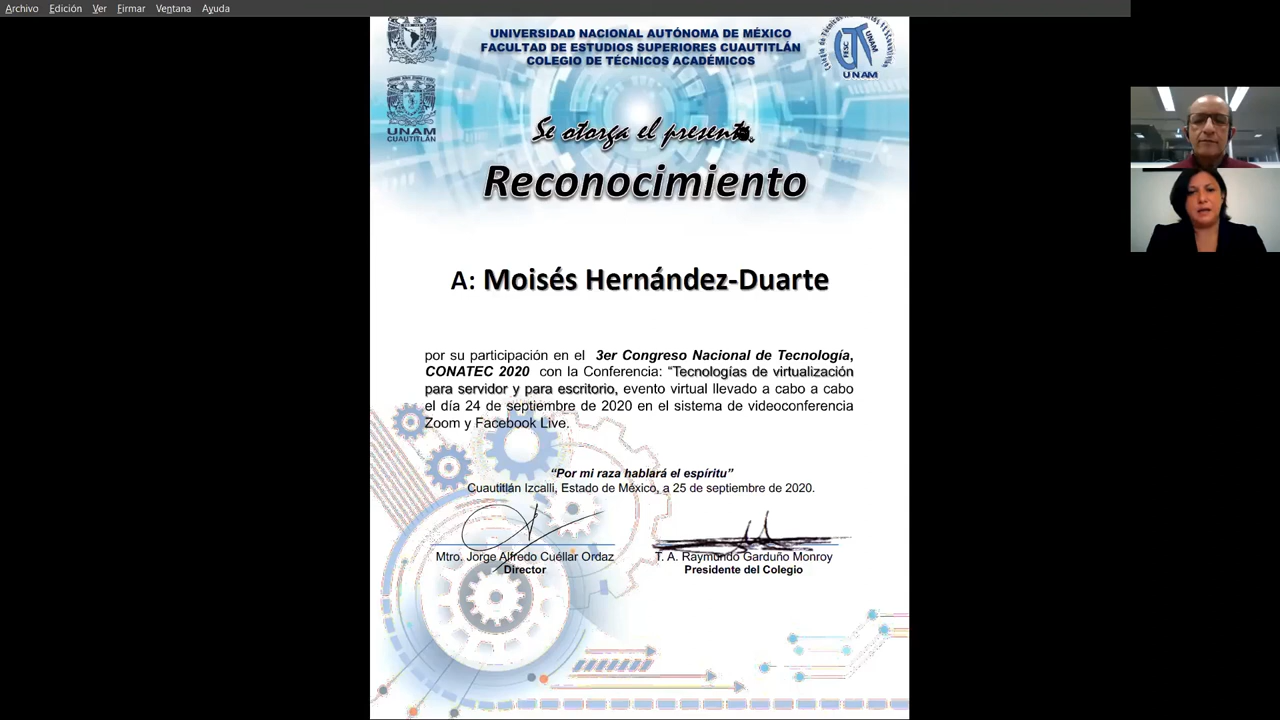 Archivo Edición Ver Firmar Ventana Ayuda
UNIVERSIDAD NACIONAL AUTÓNOMA DE MÉXICO
FACULTAD DE ESTUDIOS SUPERIORES CUAUTITLÁN
COLEGIO DE TÉCNICOS ACADÉMICOS
FESC
UNAM
UNAM
UNAM
CUAUTITLÁN
Se otorga el presente.
Reconocimiento
A: Moisés Hernández-Duarte
por su participación en el 3er Congreso Nacional de Tecnología,
CONATEC 2020 con la Conferencia: “Tecnologías de virtualización
para servidor y para escritorio, evento virtual llevado a cabo a cabo
el día 24 de septiembre de 2020 en el sistema de videoconferencia
Zoom y Facebook Live.
“Por mi raza hablará el espíritu”
Cuautitlán Izcalli, Estado de México, a 25 de septiembre de 2020.
Mtro. Jorge Alfredo Cuéllar Ordaz
Director
T. A. Raymundo Garduño Monroy
Presidente del Colegio